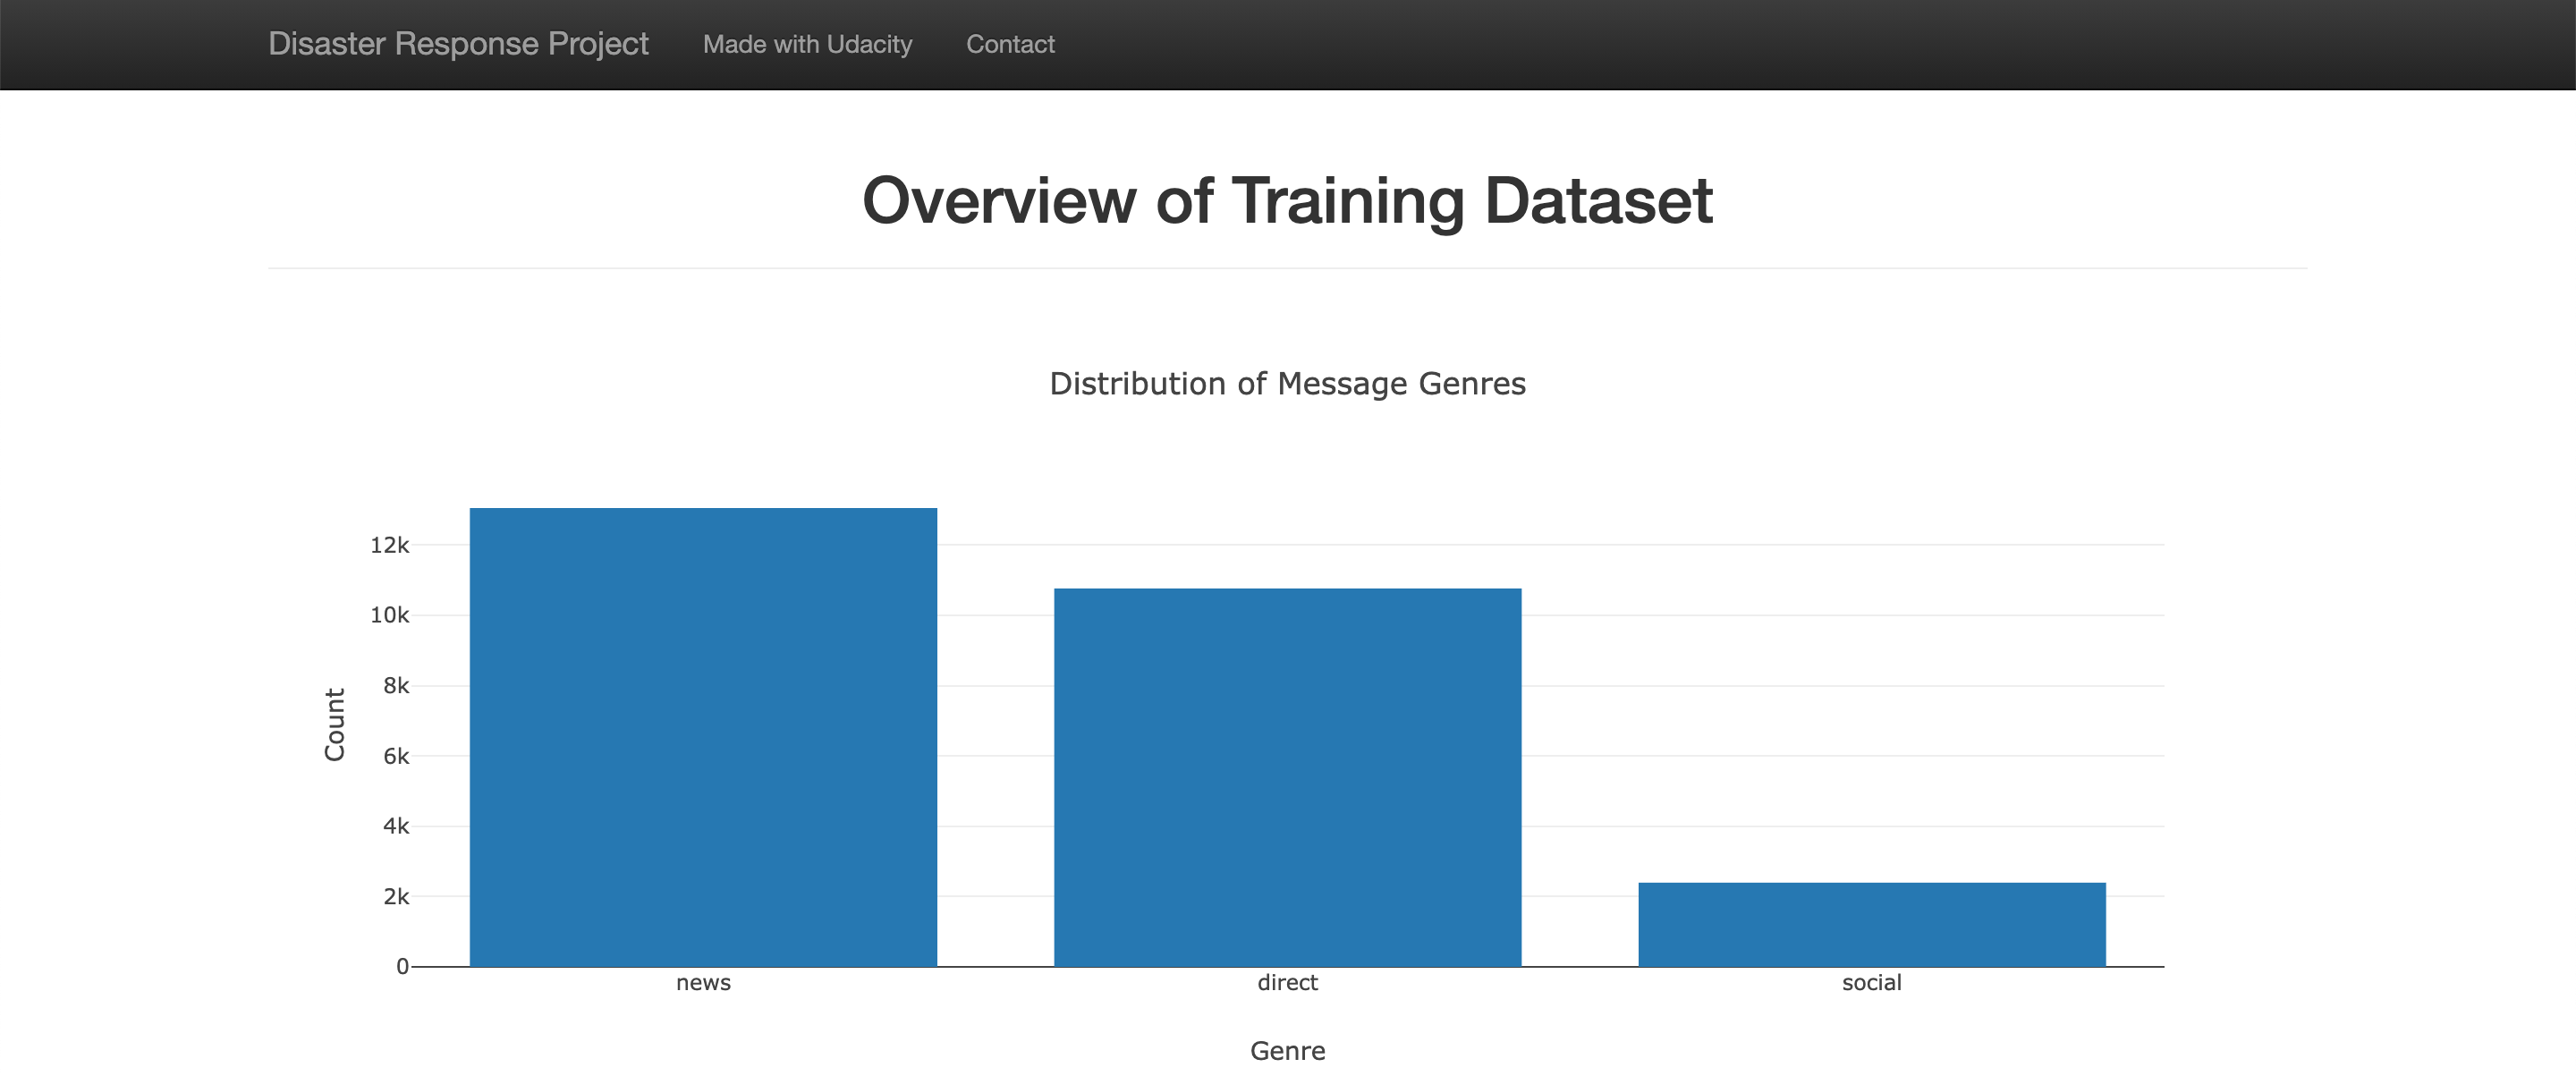 Disaster Response Project Made with Udacity Contact
Overview of Training Dataset
Distribution of Message Genres
12k
10k
8k
6k
4k
2k
0
Count
news direct social
Genre